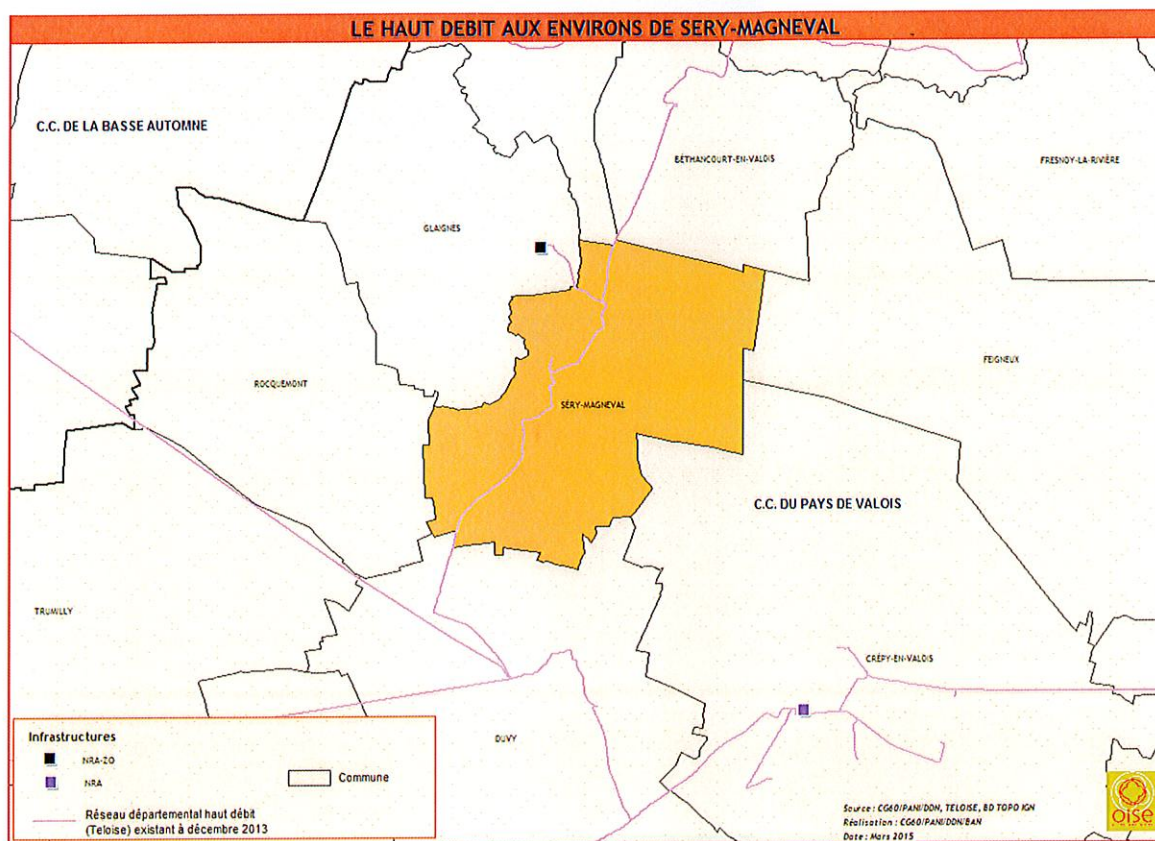 LE HAUT DEBIT AUX ENVIRONS DE SERY-MAGNEVAL
C.C. DE LA BASSE AUTOMNE
BÉTHANCOURT-EN-VALOIS
FRESNOY-LA-RIVIÈRE
GLAIGNES
ROCQUEMONT
FEIGNEUX
SÉRY-MAGNEVAL
C.C. DU PAYS DE VALOIS
TRUMILLY
CRÉPY-EN-VALOIS
DUVY
Infrastructures
NRA-ZO
NRA
Commune
Réseau départemental haut débit
(Teloise) existant à décembre 2013
Source : CG60/PANI/DDN, TELOISE, BD TOPO IGN
Réalisation : CG60/PANI/DDN/BAN
Date : Mars 2015
oise